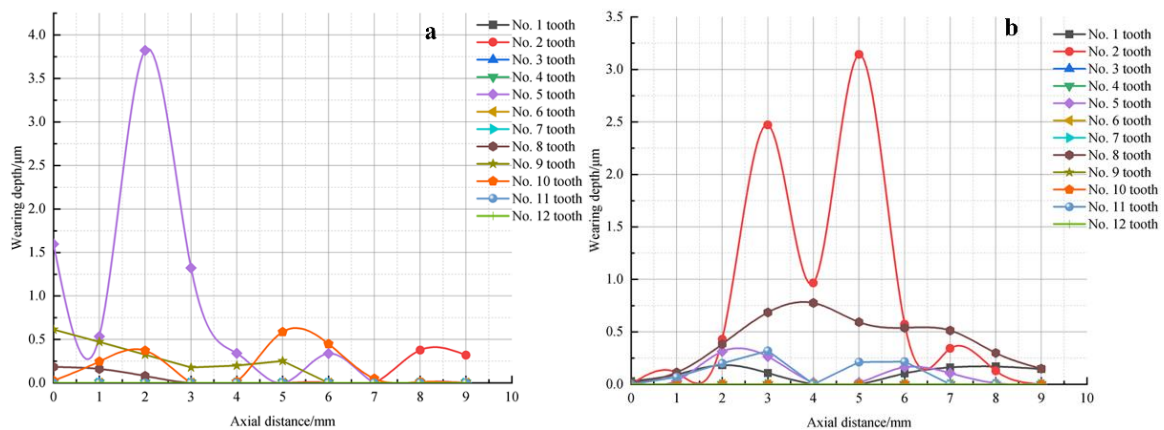 a
4.0
3.5
3.0
2.5
2.0
1.5
1.0
0.5
0.0
Wearing depth/μm
0 1 2 3 4 5 6 7 8 9 10
Axial distance/mm
No. 1 tooth
No. 2 tooth
No. 3 tooth
No. 4 tooth
No. 5 tooth
No. 6 tooth
No. 7 tooth
No. 8 tooth
No. 9 tooth
No. 10 tooth
No. 11 tooth
No. 12 tooth
b
3.5
3.0
2.5
2.0
1.5
1.0
0.5
0.0
Wearing depth/μm
0 1 2 3 4 5 6 7 8 9 10
Axial distance/mm
No. 1 tooth
No. 2 tooth
No. 3 tooth
No. 4 tooth
No. 5 tooth
No. 6 tooth
No. 7 tooth
No. 8 tooth
No. 9 tooth
No. 10 tooth
No. 11 tooth
No. 12 tooth